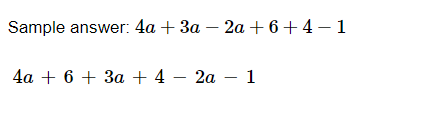 Sample answer: 4a + 3a − 2a + 6 + 4 − 1
4a + 6 + 3a + 4 − 2a − 1